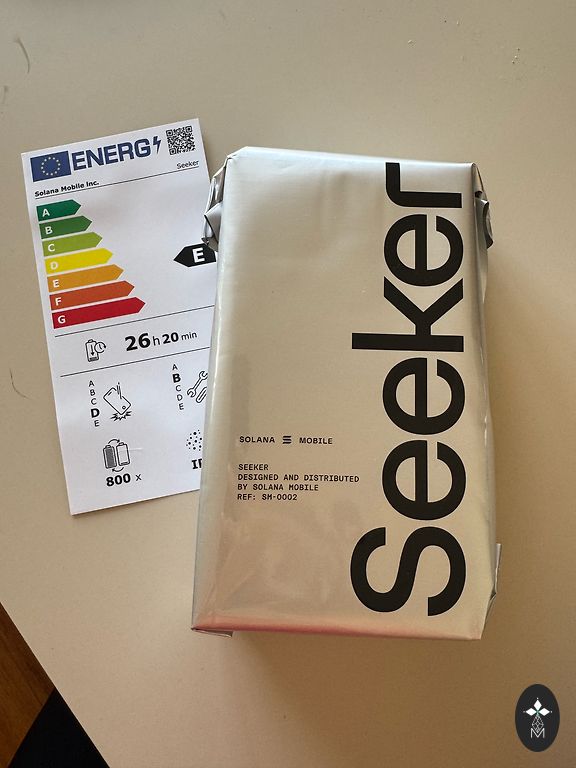 ENERG
Seeker
Solana Mobile Inc.
A
B
C
D
E
F
G
E
26 h 20 min
A
B
C
D
E
A
B
C
D
E
800 x
Seeker
SOLANA MOBILE
SEEKER
DESIGNED AND DISTRIBUTED
BY SOLANA MOBILE
REF: SM-0002
M